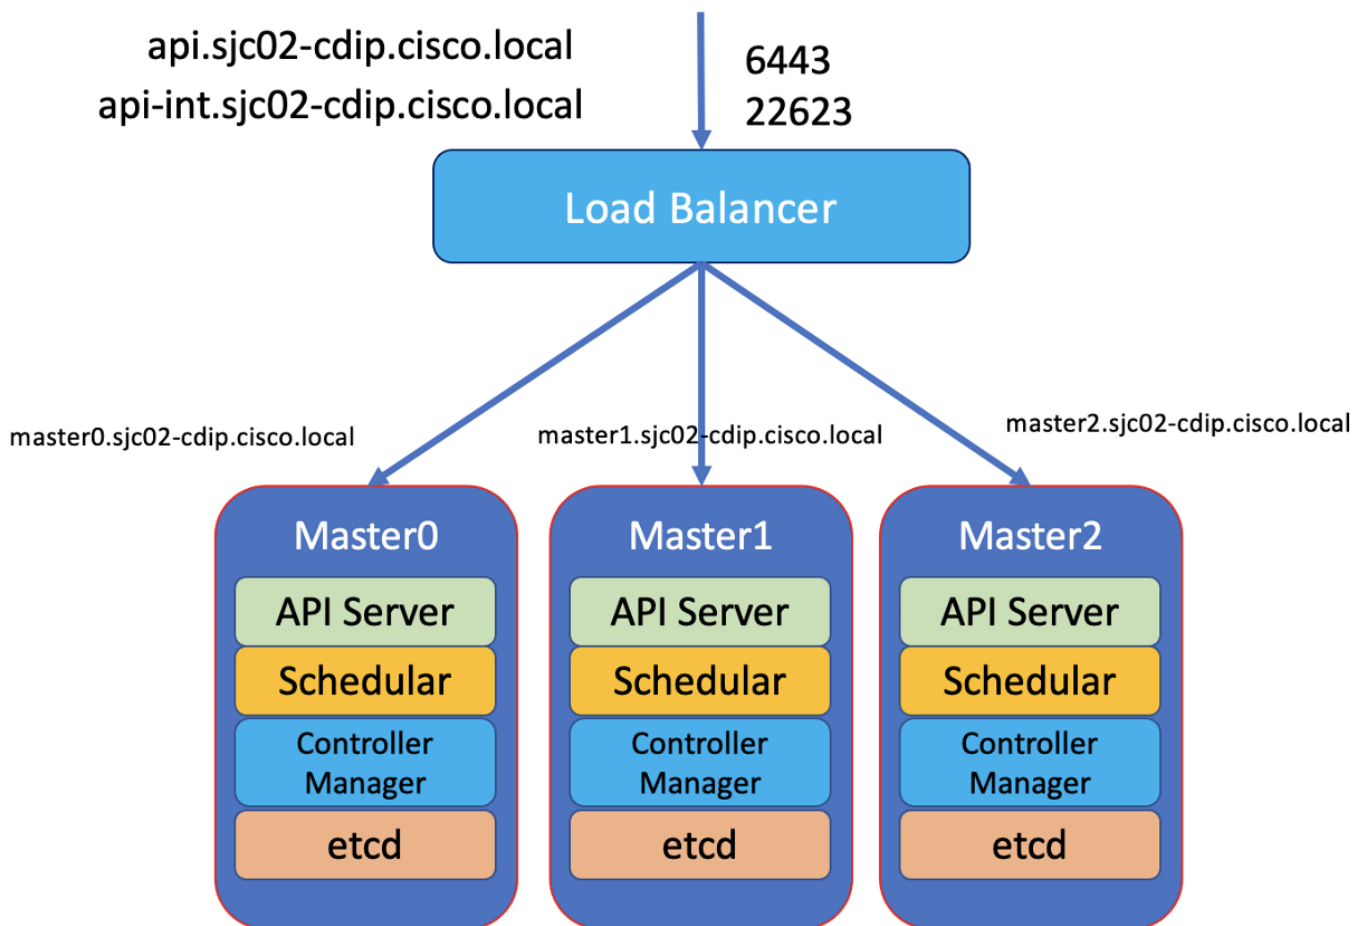 api.sjc02-cdip.cisco.local
6443
api-int.sjc02-cdip.cisco.local
22623
Load Balancer
master0.sjc02-cdip.cisco.local
master1.sjc02-cdip.cisco.local
master2.sjc02-cdip.cisco.local
Master0
API Server
Schedular
Controller
Manager
etcd
Master1
API Server
Schedular
Controller
Manager
etcd
Master2
API Server
Schedular
Controller
Manager
etcd